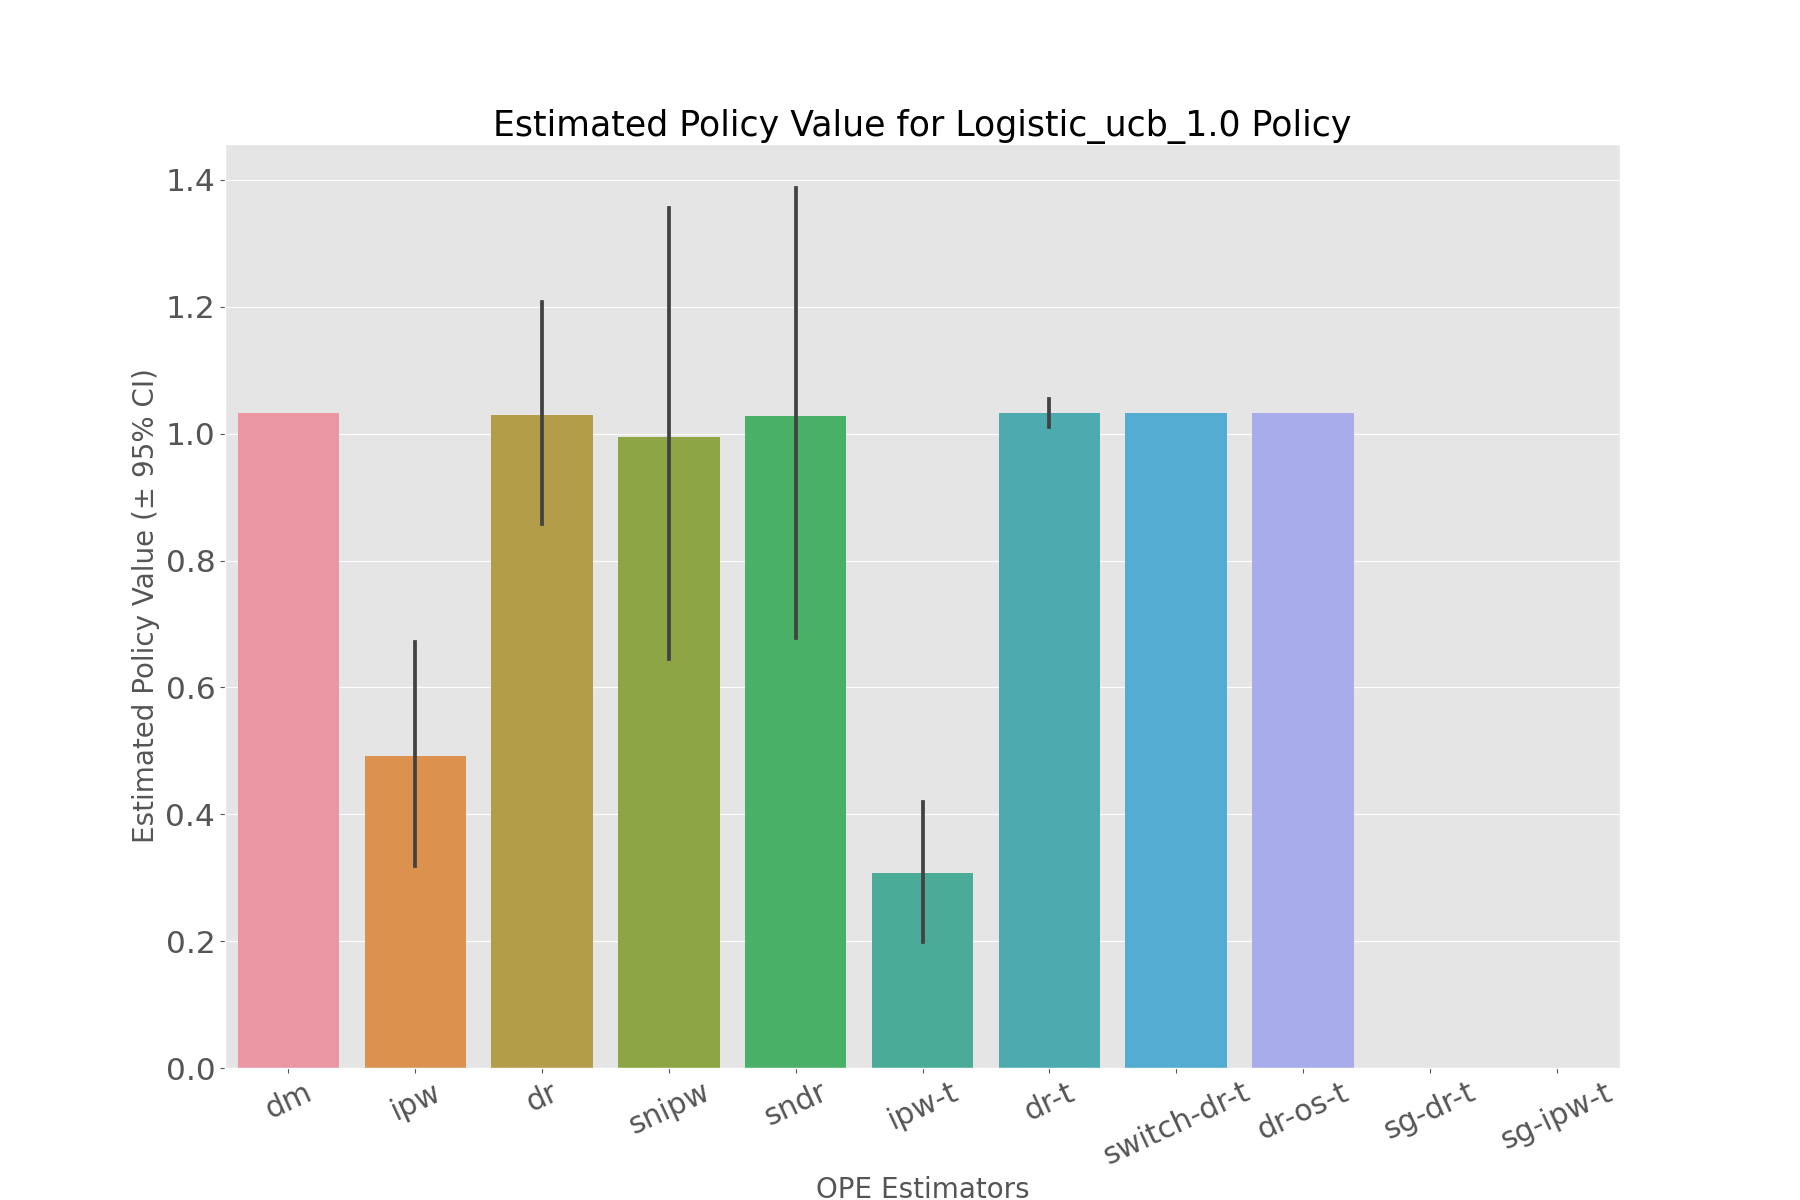 Estimated Policy Value for Logistic_ucb_1.0 Policy
Estimated Policy Value (± 95% CI)
1.4
1.2
1.0
0.8
0.6
0.4
0.2
0.0
dm
ipw
dr
snipw
sndr
ipw-t
dr-t
switch-dr-t
dr-os-t
sg-dr-t
sg-ipw-t
OPE Estimators